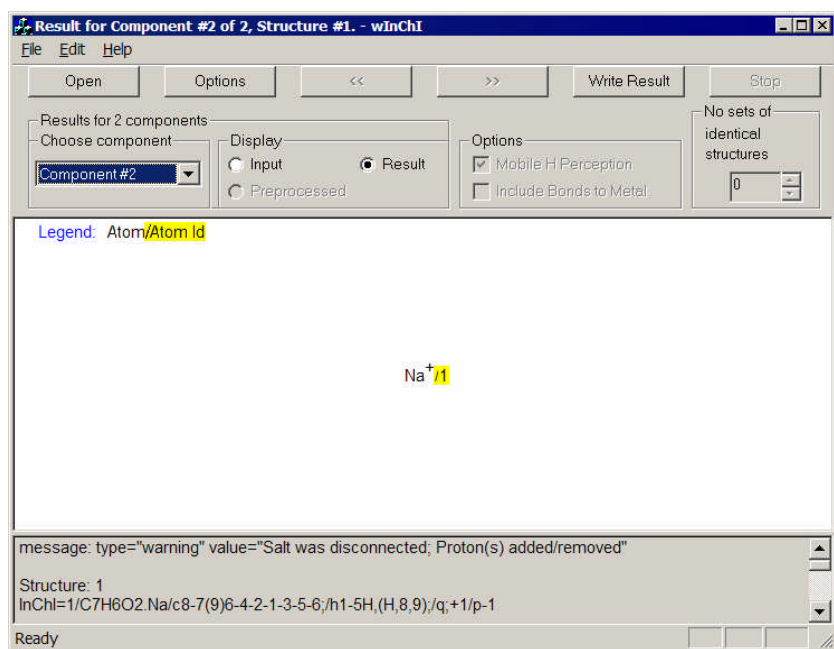 Result for Component #2 of 2, Structure #1. - wInChI
File Edit Help
Open Options << >> Write Result Stop
Results for 2 components
Choose component
Component #2
Display
Input Result
Preprocessed
Options
Mobile H Perception
Include Bonds to Metal
No sets of
identical
structures
0
Legend: Atom/Atom Id
Na+/1
message: type="warning" value="Salt was disconnected; Proton(s) added/removed"
Structure: 1
InChI=1/C7H6O2.Na/c8-7(9)6-4-2-1-3-5-6;/h1-5H,(H,8,9);/q;+1/p-1
Ready